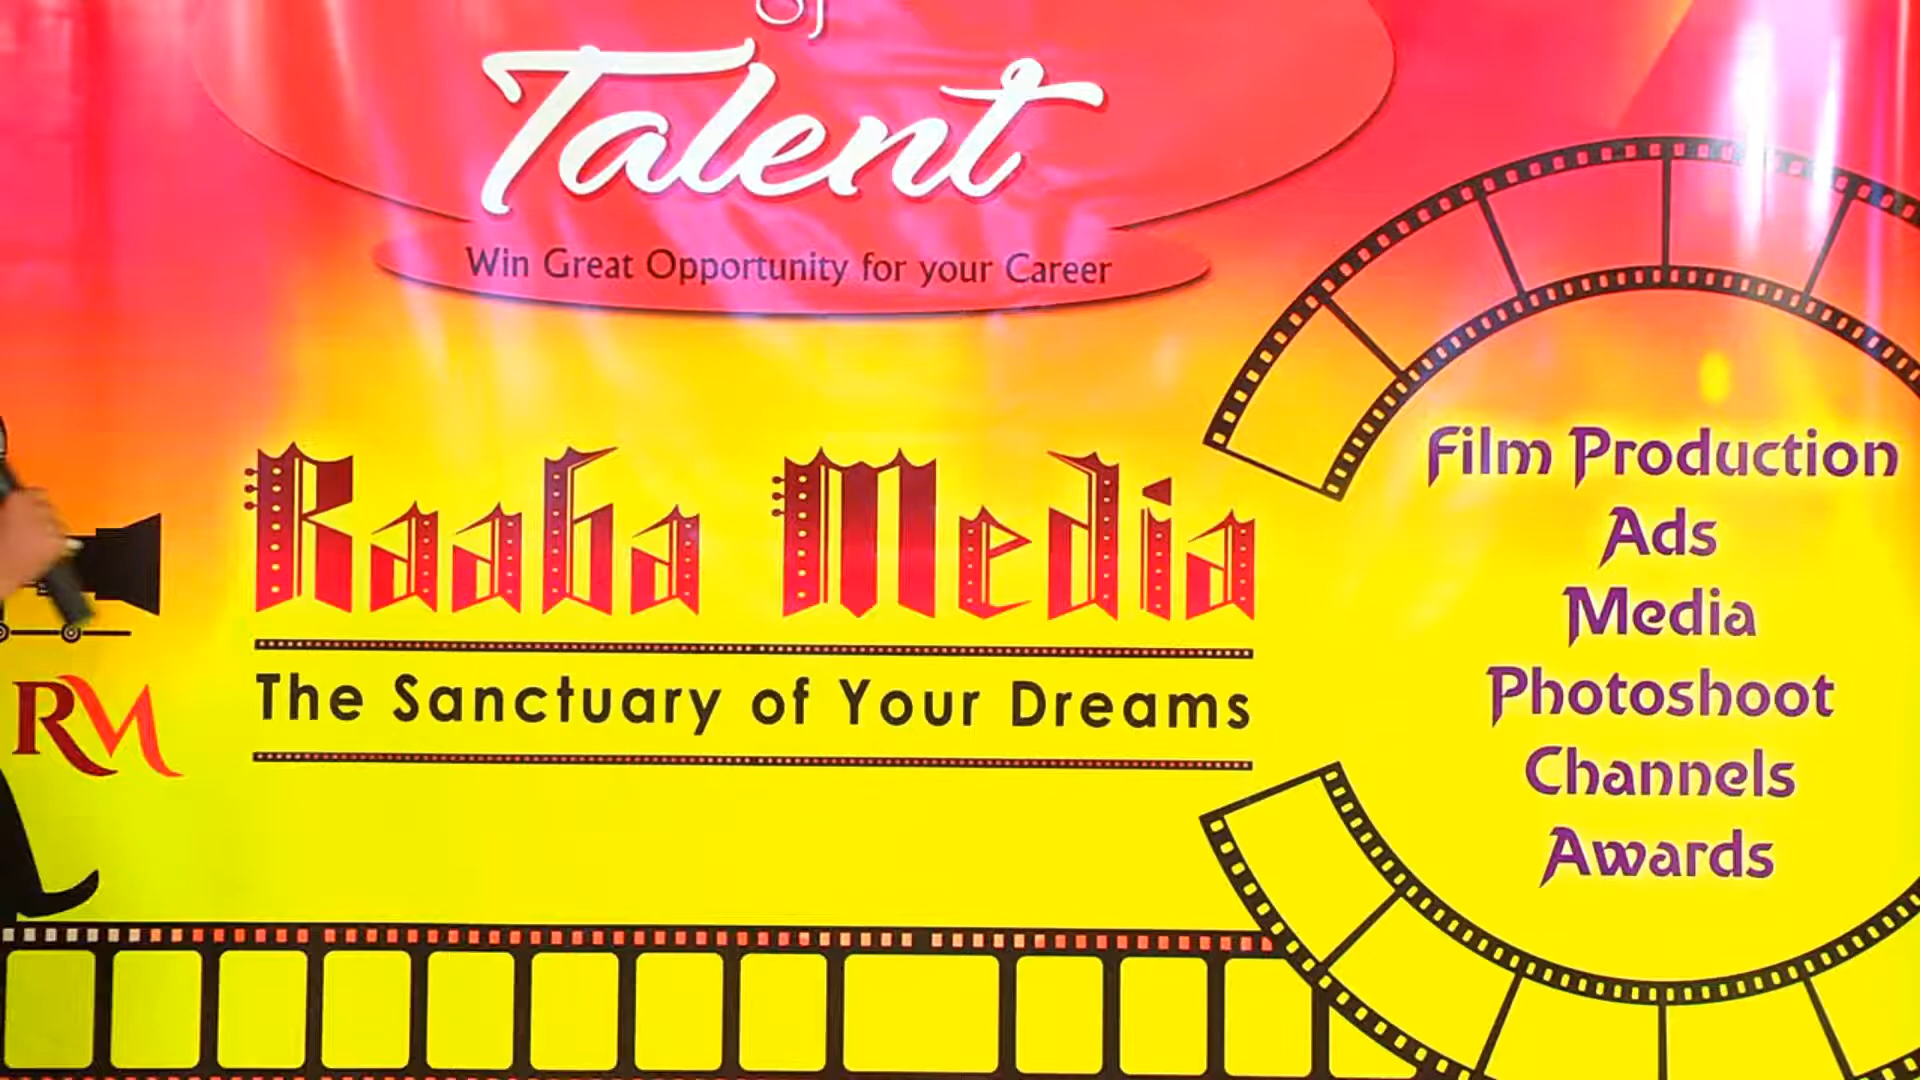 of
Talent
Win Great Opportunity for your Career
Raaba Media
The Sanctuary of Your Dreams
RM
Film Production
Ads
Media
Photoshoot
Channels
Awards